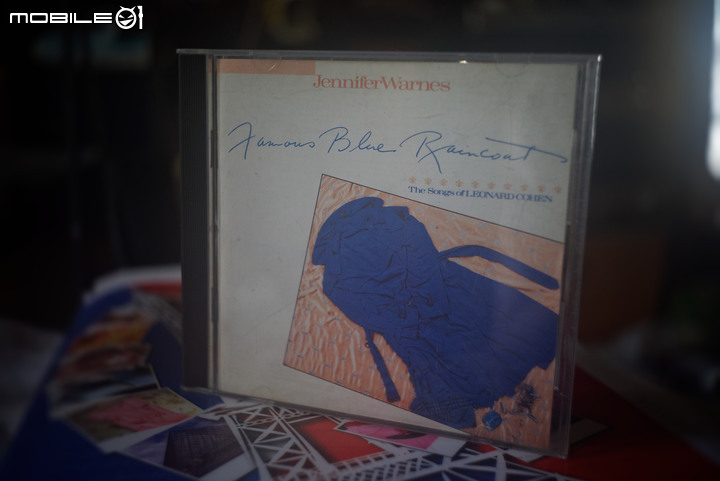 MOBILE01
JenniferWarnes
Famous Blue Raincoat
The Songs of LEONARD COHEN